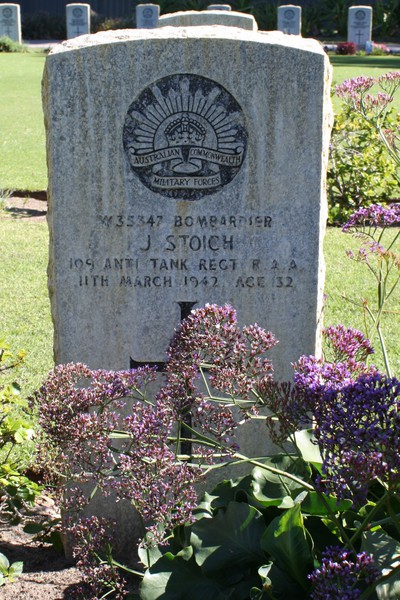 AUSTRALIAN COMMONWEALTH
MILITARY FORCES
W35347 BOMBARDIER
J. STOICH
109 ANTI TANK REGT R.A.A.
11TH MARCH 1942 AGE 32